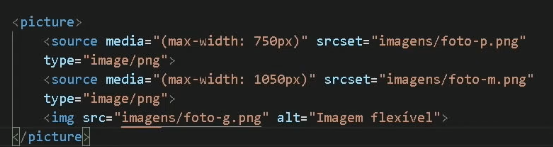 <picture>
<source media="(max-width: 750px)" srcset="imagens/foto-p.png"
type="image/png">
<source media="(max-width: 1050px)" srcset="imagens/foto-m.png"
type="image/png">
<img src="imagens/foto-g.png" alt="Imagem flexível">
</picture>